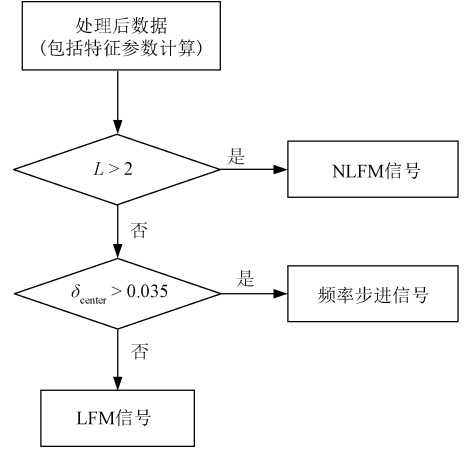 处理后数据
(包括特征参数计算)
L > 2
是
NLFM信号
否
δcenter > 0.035
是
频率步进信号
否
LFM信号